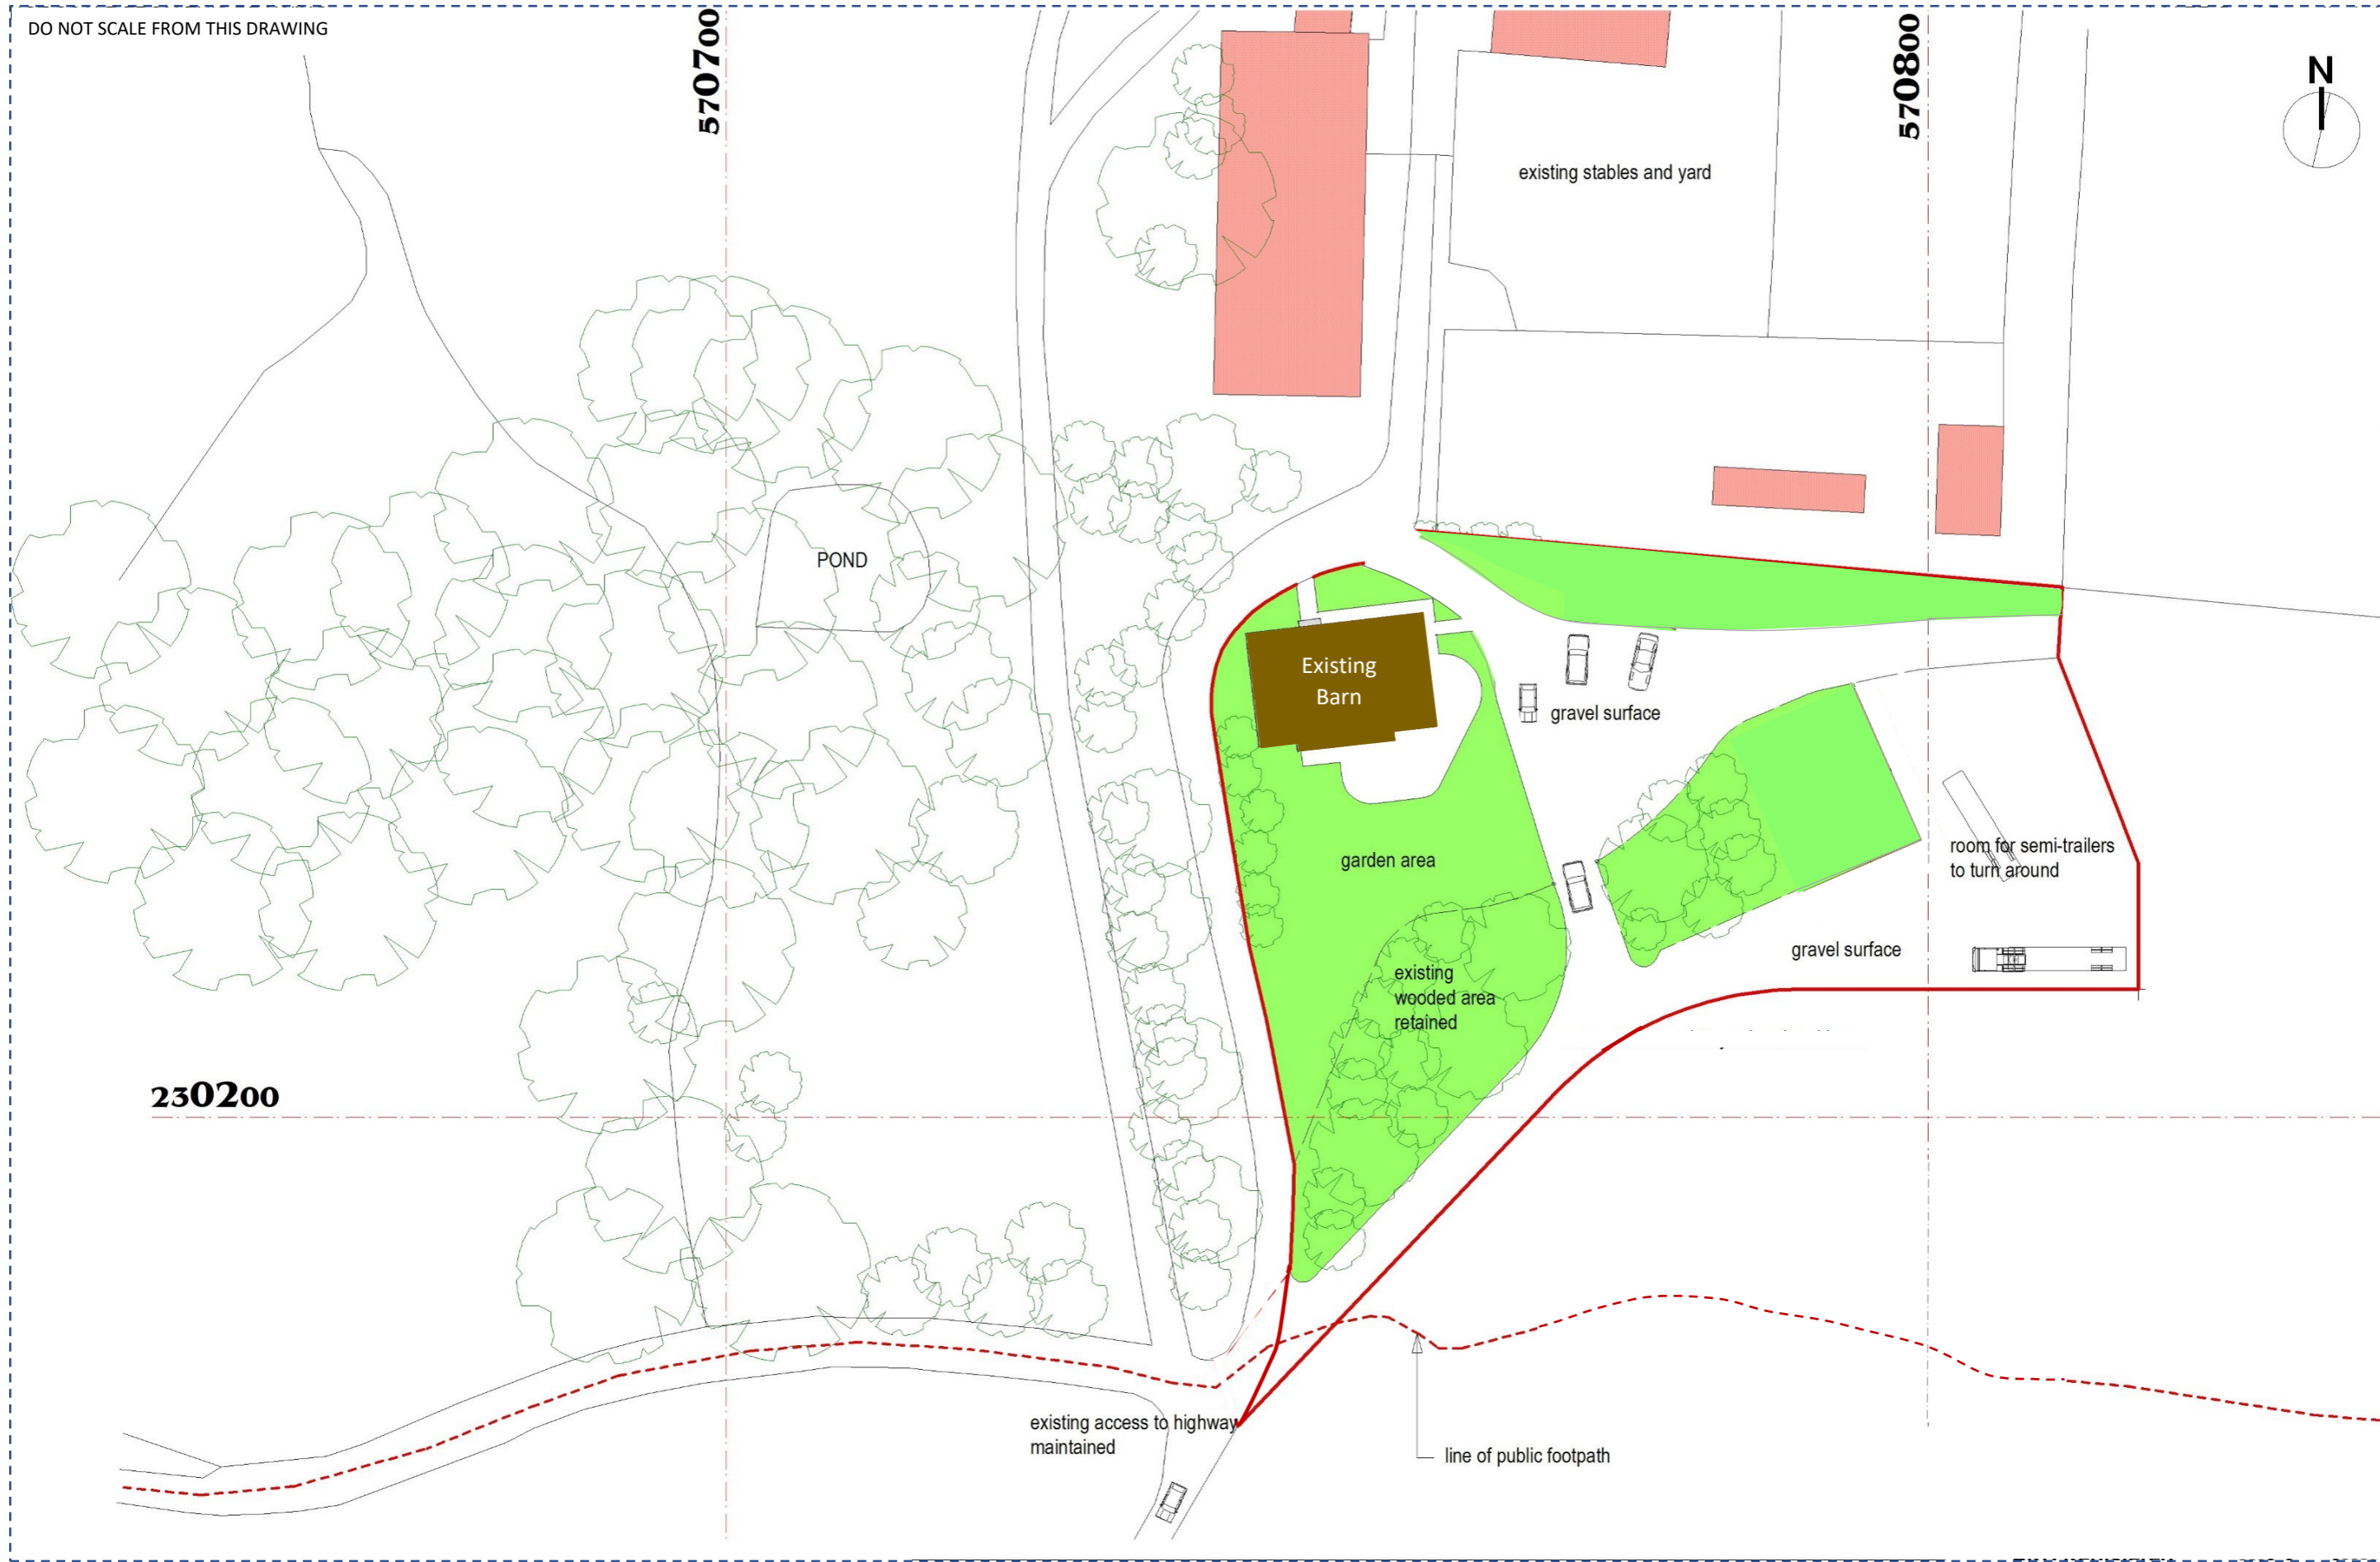 DO NOT SCALE FROM THIS DRAWING
570700
570800
N
existing stables and yard
POND
Existing
Barn
gravel surface
garden area
room for semi-trailers
to turn around
gravel surface
existing
wooded area
retained
230200
existing access to highway
maintained
line of public footpath